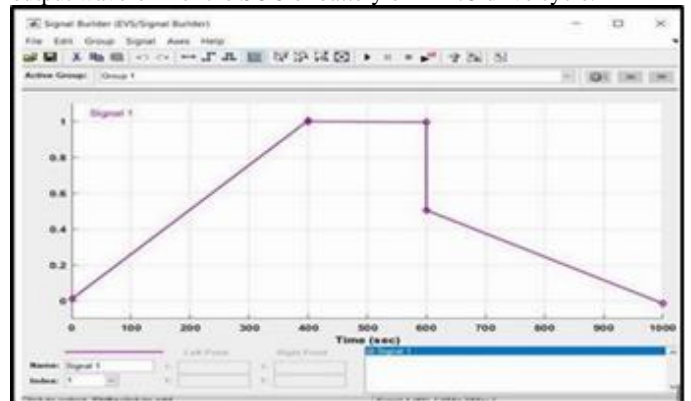 Signal Builder (EVS/Signal Builder)
File Edit Group Signal Axes Help
Active Group: Group 1
Signal 1
1
0.8
0.6
0.4
0.2
0
0 100 200 300 400 500 600 700 800 900 1000
Time (sec)
Left Point Right Point
Name: Signal 1
Index: 1
Signal 1